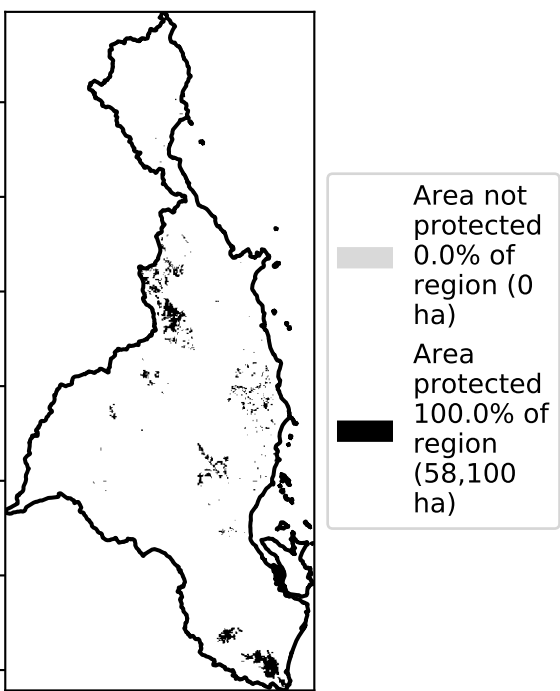 Area not
protected
0.0% of
region (0
ha)
Area
protected
100.0% of
region
(58,100
ha)